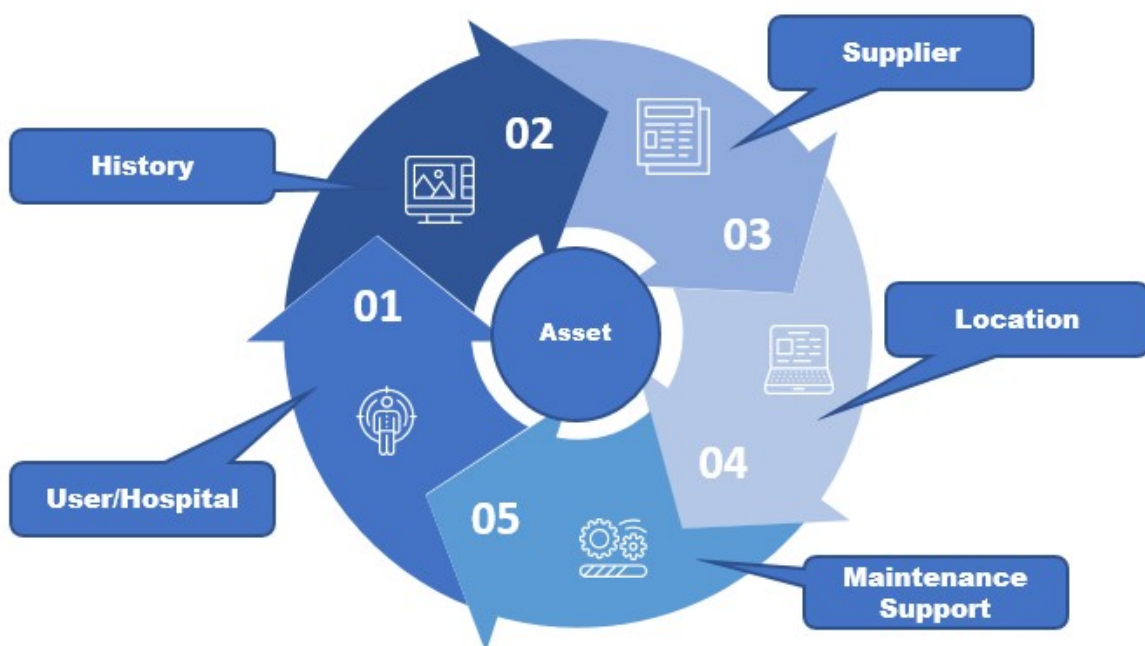 Supplier
02
History
03
01
Asset
Location
04
User/Hospital
05
Maintenance
Support